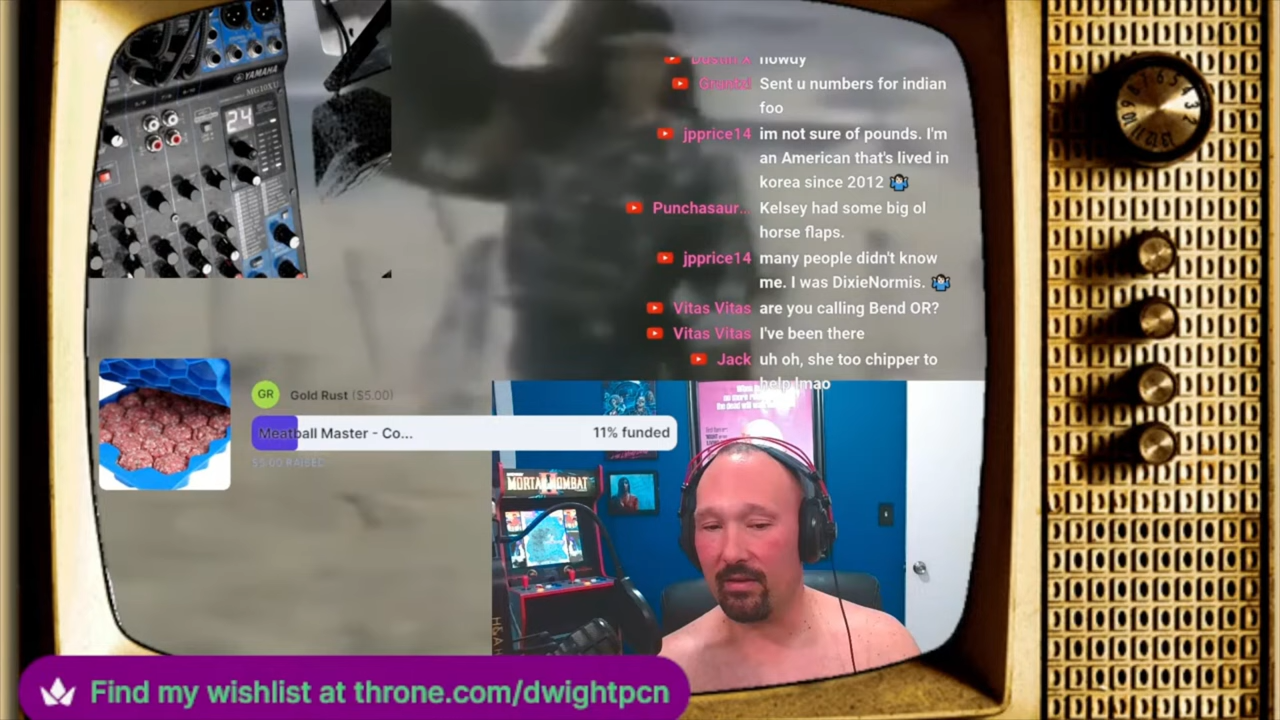 YAMAHA
MG10XU
24
howdy
Sent u numbers for indian
foo
jpprice14 im not sure of pounds. I'm
an American that's lived in
korea since 2012
Punchasaur... Kelsey had some big ol
horse flaps.
jpprice14 many people didn't know
me. I was DixieNormis.
Vitas Vitas are you calling Bend OR?
Vitas Vitas I've been there
Jack uh oh, she too chipper to
help lmao
GR Gold Rust ($5.00)
Meatball Master - Co... 11% funded
$5.00 RAISED
MORTAL KOMBAT
Find my wishlist at throne.com/dwightpcn